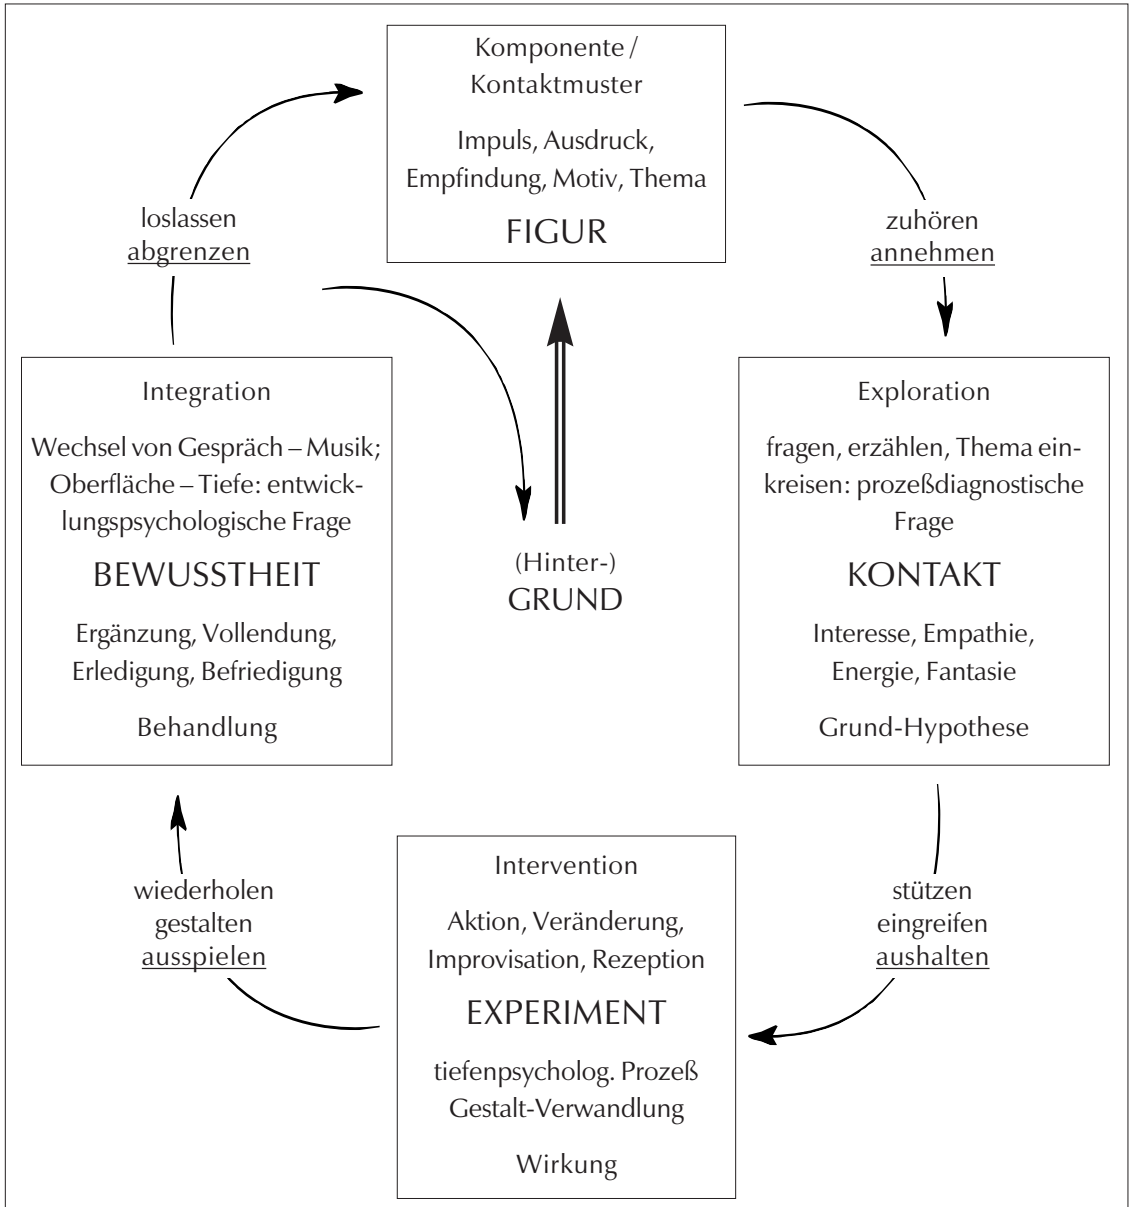 Komponente /
Kontaktmuster
Impuls, Ausdruck,
Empfindung, Motiv, Thema
FIGUR
loslassen
abgrenzen
zuhören
annehmen
Integration
Wechsel von Gespräch – Musik;
Oberfläche – Tiefe: entwick-
lungspsychologische Frage
BEWUSSTHEIT
Ergänzung, Vollendung,
Erledigung, Befriedigung
Behandlung
(Hinter-)
GRUND
Exploration
fragen, erzählen, Thema ein-
kreisen: prozeßdiagnostische
Frage
KONTAKT
Interesse, Empathie,
Energie, Fantasie
Grund-Hypothese
wiederholen
gestalten
ausspielen
stützen
eingreifen
aushalten
Intervention
Aktion, Veränderung,
Improvisation, Rezeption
EXPERIMENT
tiefenpsycholog. Prozeß
Gestalt-Verwandlung
Wirkung